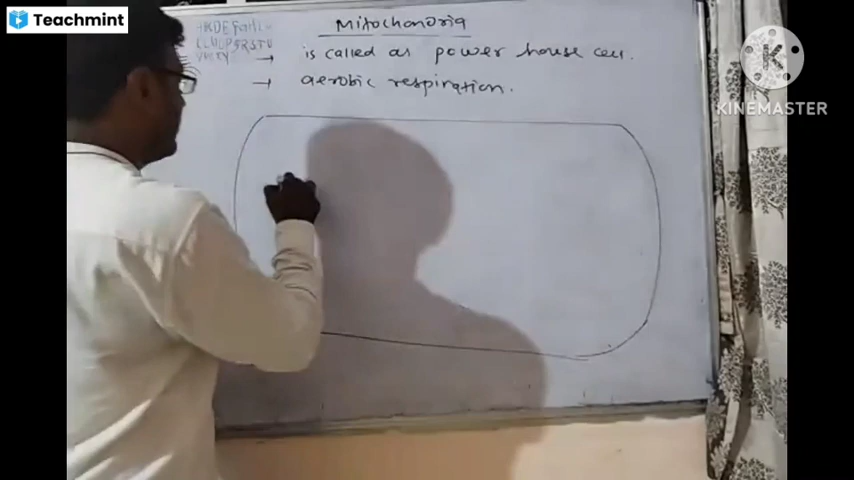 Teachmint
Mitochondria
→ is called as power house cell.
→ aerobic respiration.
KINEMASTER